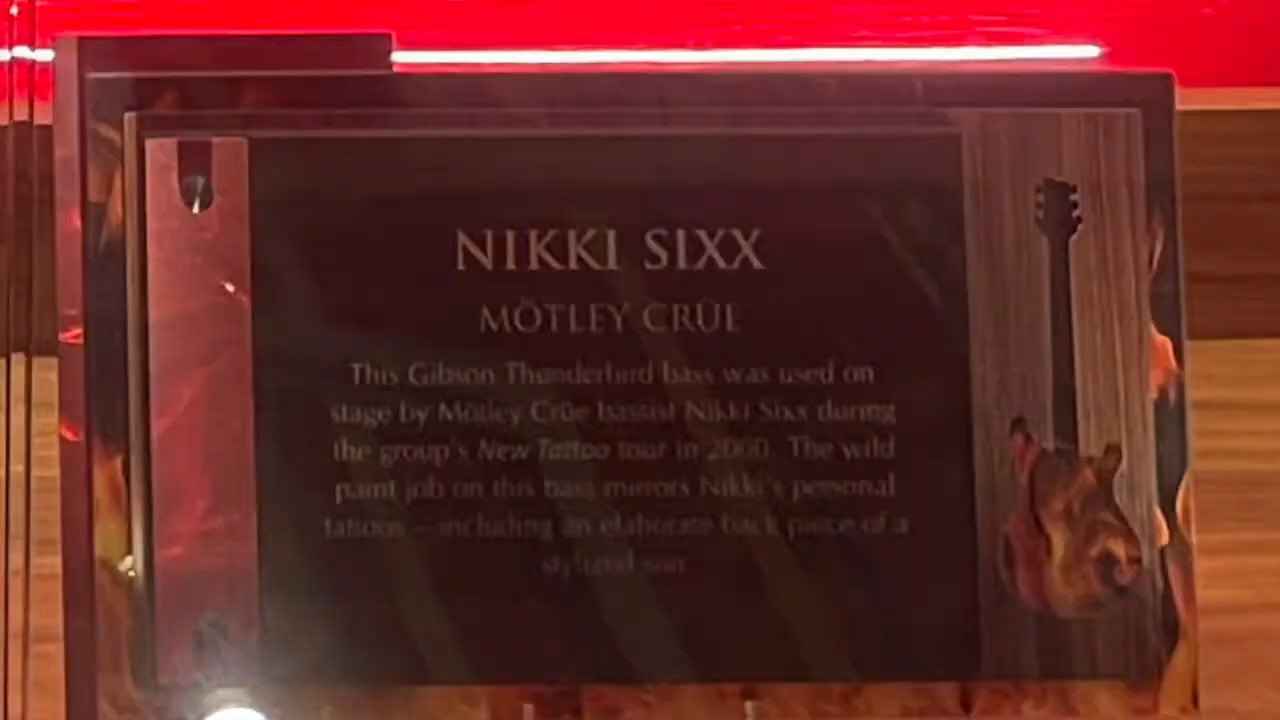 NIKKI SIXX
MÖTLEY CRÜE
This Gibson Thunderbird bass was used on
stage by Mötley Crüe bassist Nikki Sixx during
the group's New Tattoo tour in 2000. The wild
paint job on this bass mirrors Nikki's personal
tattoos – including an elaborate back piece of a
stylized sun.